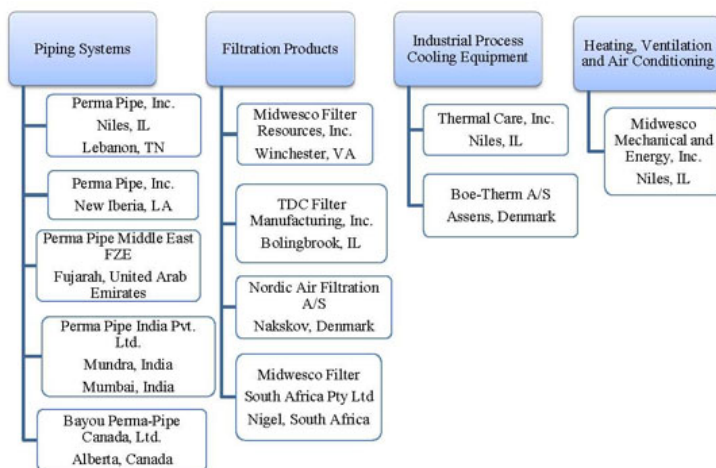 Piping Systems
Perma Pipe, Inc.
Niles, IL
Lebanon, TN
Perma Pipe, Inc.
New Iberia, LA
Perma Pipe Middle East
FZE
Fujarah, United Arab
Emirates
Perma Pipe India Pvt.
Ltd.
Mundra, India
Mumbai, India
Bayou Perma-Pipe
Canada, Ltd.
Alberta, Canada
Filtration Products
Midwesco Filter
Resources, Inc.
Winchester, VA
TDC Filter
Manufacturing, Inc.
Bolingbrook, IL
Nordic Air Filtration
A/S
Nakskov, Denmark
Midwesco Filter
South Africa Pty Ltd
Nigel, South Africa
Industrial Process
Cooling Equipment
Thermal Care, Inc.
Niles, IL
Boe-Therm A/S
Assens, Denmark
Heating, Ventilation
and Air Conditioning
Midwesco
Mechanical and
Energy, Inc.
Niles, IL